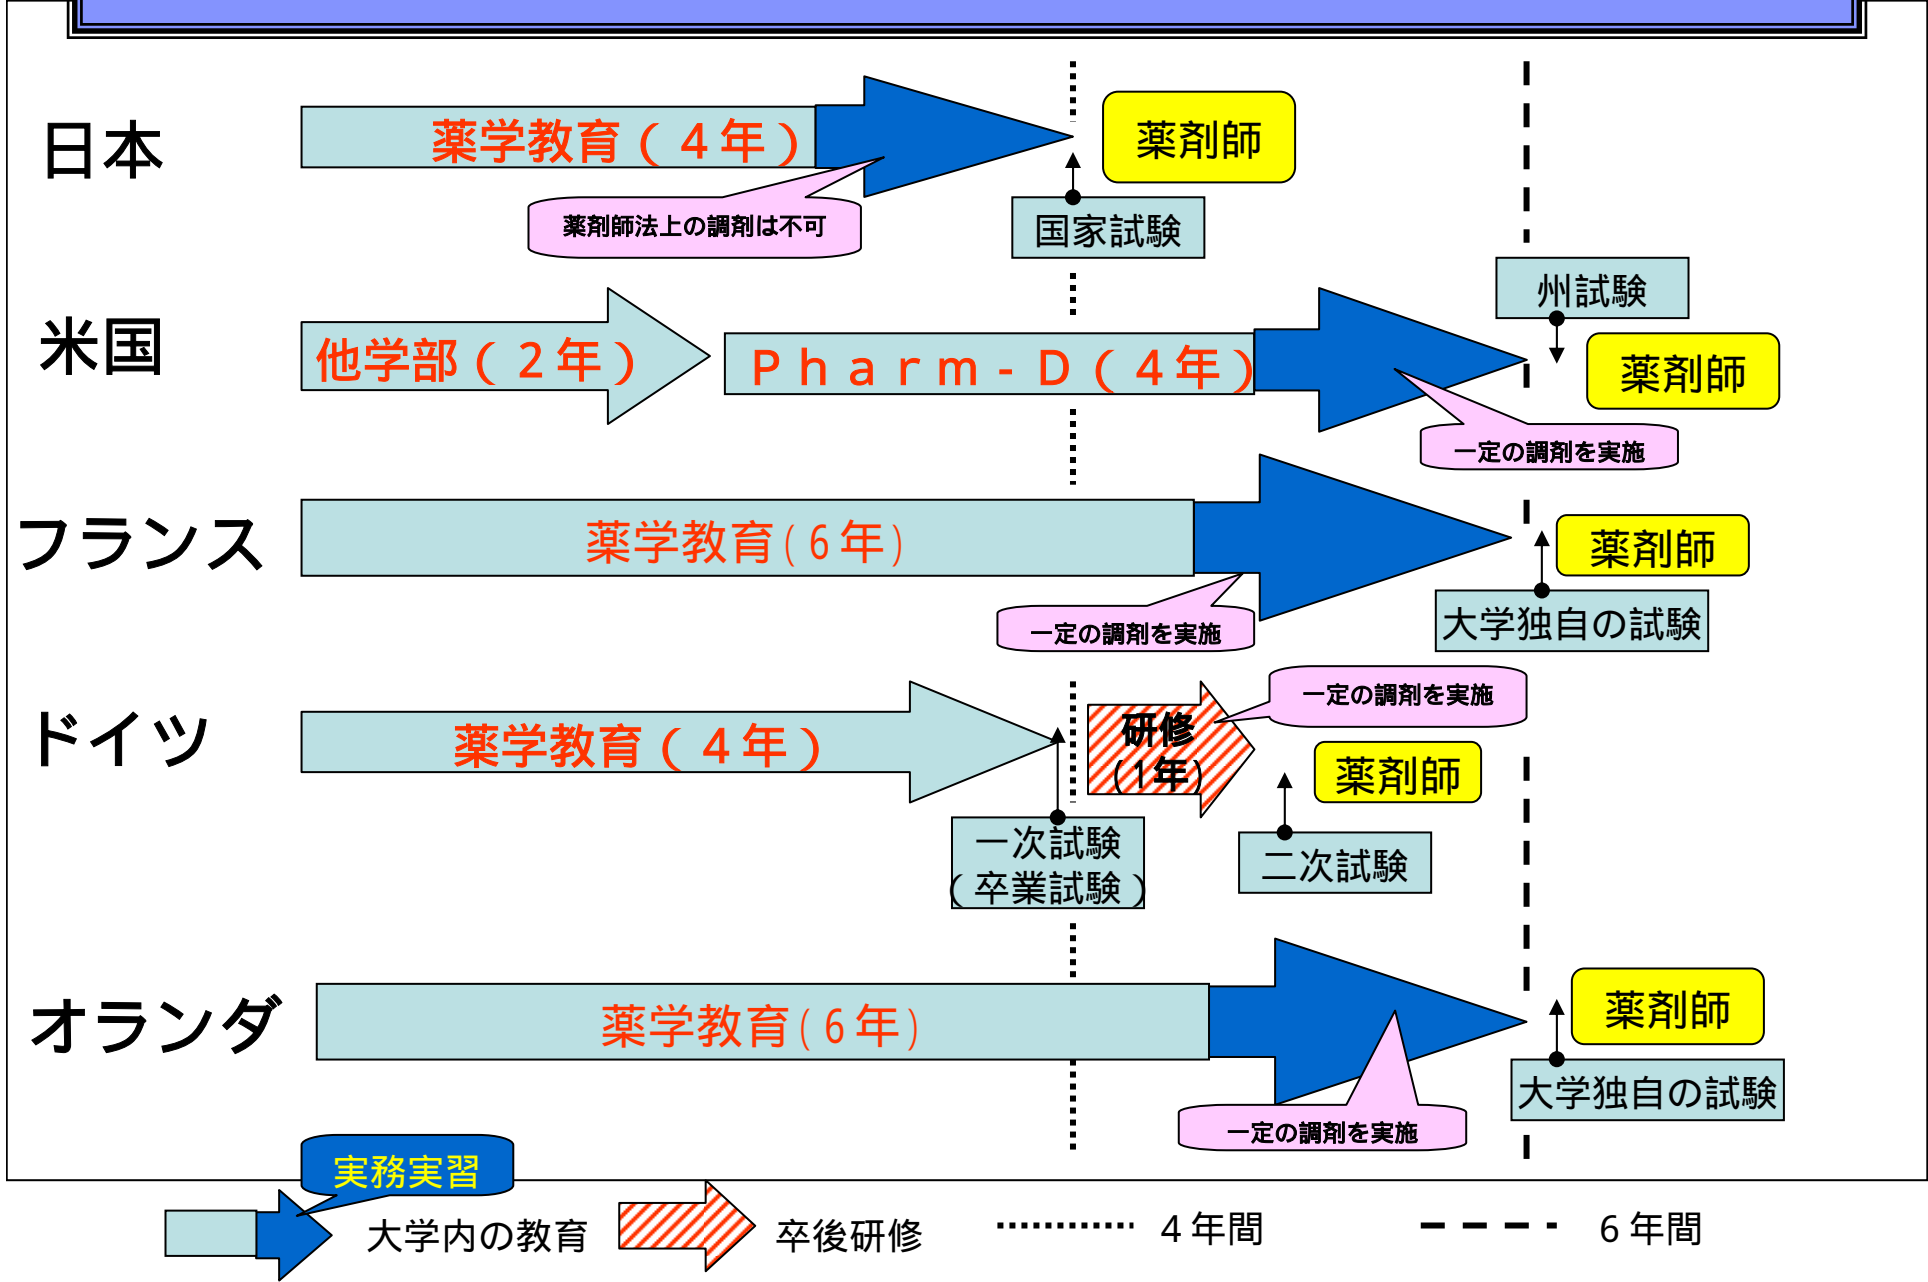 日本
薬学教育（４年）
薬剤師
薬剤師法上の調剤は不可
国家試験
米国
他学部（２年）
Ｐｈａｒｍ-Ｄ（４年）
州試験
薬剤師
一定の調剤を実施
フランス
薬学教育(６年)
薬剤師
一定の調剤を実施
大学独自の試験
ドイツ
薬学教育（４年）
研修
(1年)
一定の調剤を実施
薬剤師
一次試験
（卒業試験）
二次試験
オランダ
薬学教育(６年)
薬剤師
一定の調剤を実施
大学独自の試験
実務実習
大学内の教育
卒後研修
４年間
６年間